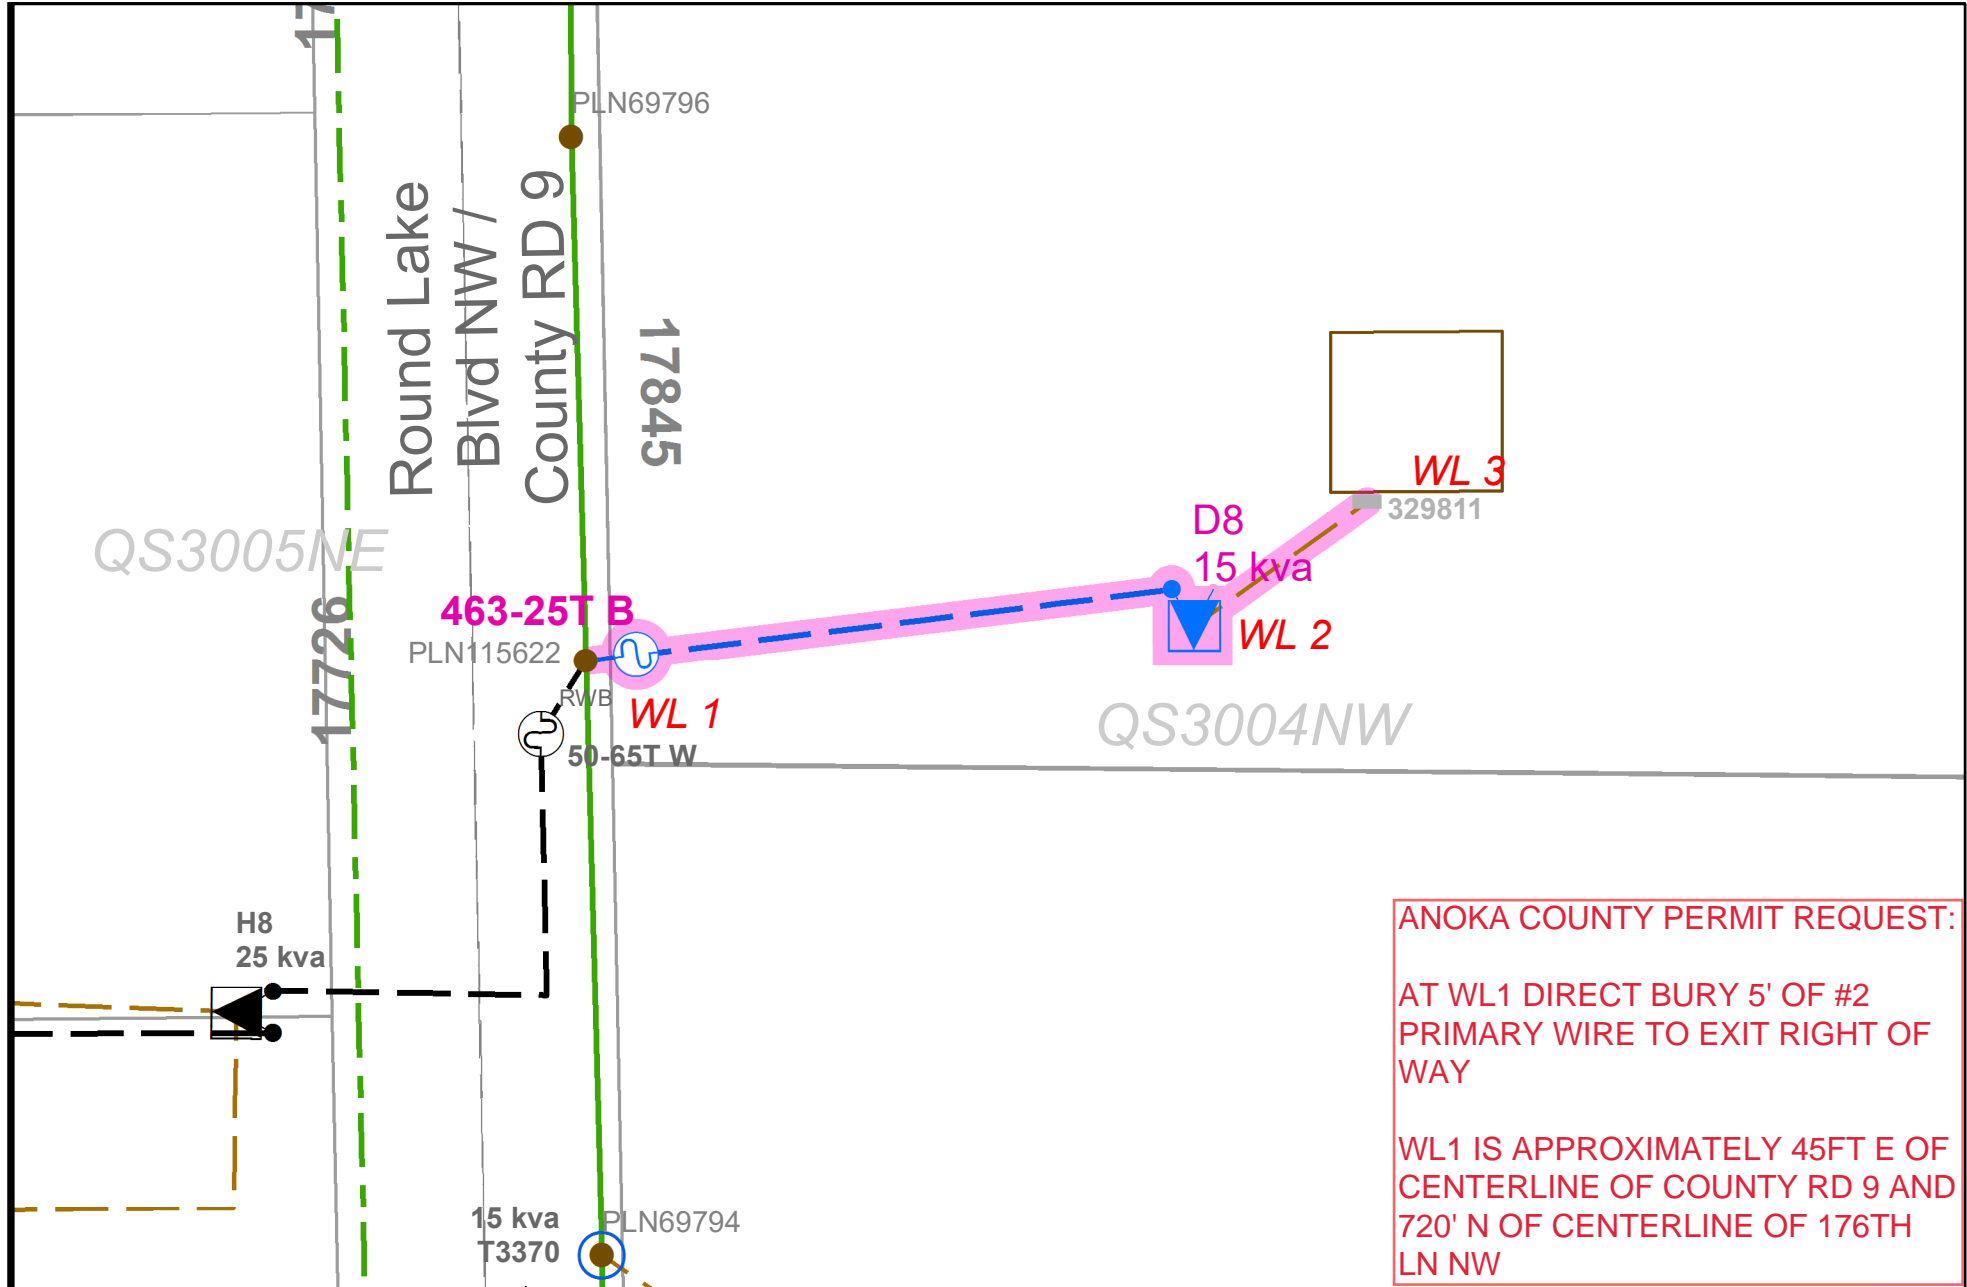 17
PLN69796
Round Lake
Blvd NW /
County RD 9
17845
WL 3
329811
D8
15 kva
QS3005NE
463-25T B
PLN115622
WL 2
17726
RWB
WL 1
QS3004NW
50-65T W
H8
25 kva
ANOKA COUNTY PERMIT REQUEST:
AT WL1 DIRECT BURY 5' OF #2
PRIMARY WIRE TO EXIT RIGHT OF
WAY
WL1 IS APPROXIMATELY 45FT E OF
CENTERLINE OF COUNTY RD 9 AND
720' N OF CENTERLINE OF 176TH
LN NW
15 kva
T3370
PLN69794